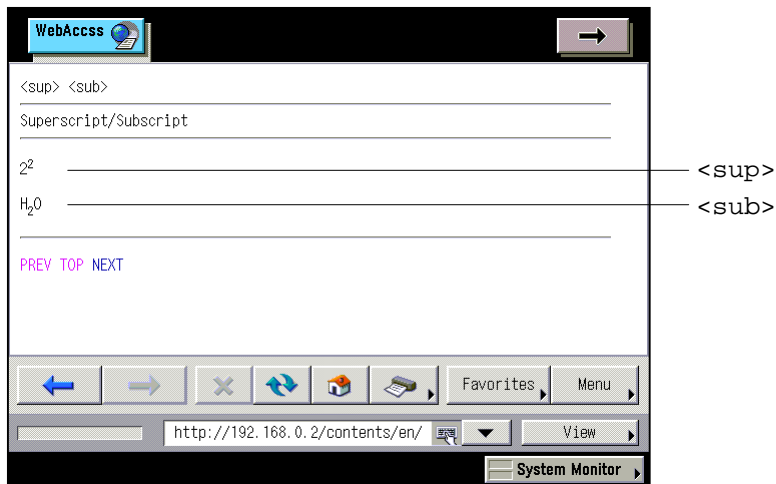 WebAccss
<sup> <sub>
Superscript/Subscript
2² <sup>
H₂O <sub>
PREV TOP NEXT
Favorites Menu
http://192.168.0.2/contents/en/ View
System Monitor